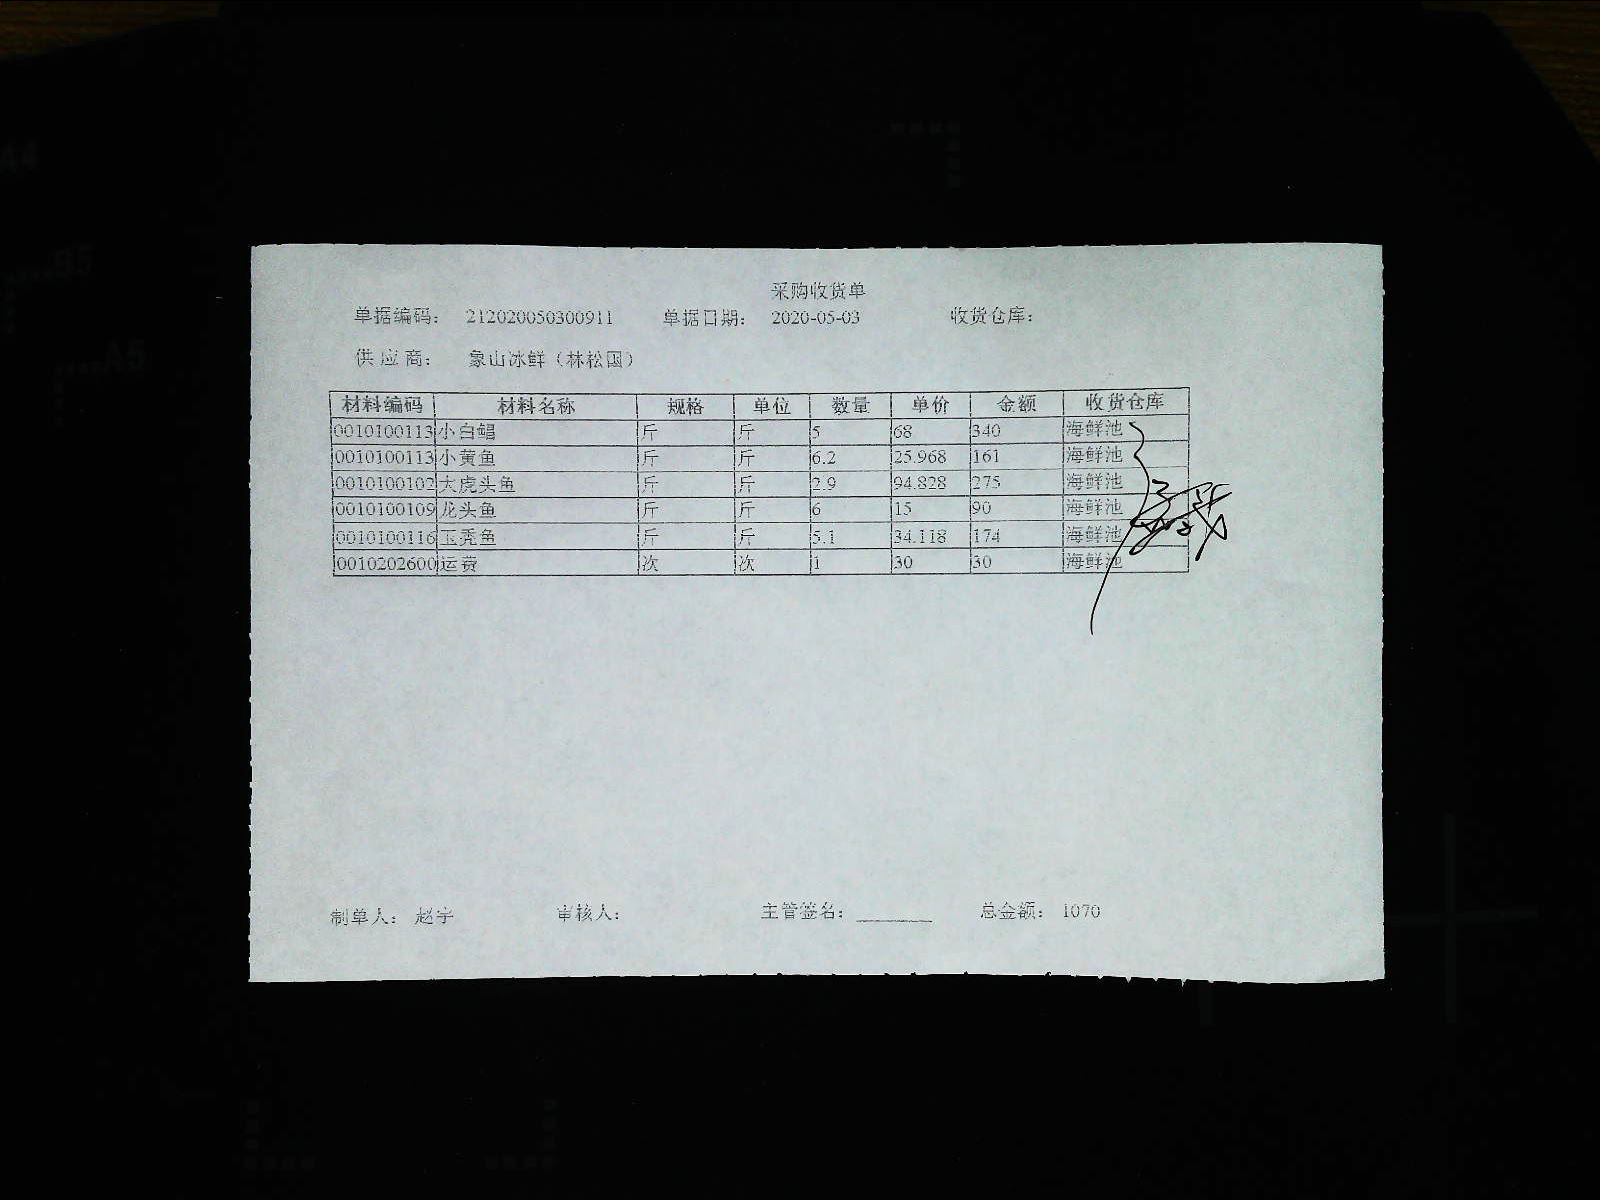 采购收货单
单据编码： 212020050300911 单据日期： 2020-05-03 收货仓库：
供应商： 象山冰鲜（林松国）
材料编码 材料名称 规格 单位 数量 单价 金额 收货仓库
0010100113 小白鲳 斤 斤 5 68 340 海鲜池
0010100113 小黄鱼 斤 斤 6.2 25.968 161 海鲜池
0010100102 大虎头鱼 斤 斤 2.9 94.828 275 海鲜池
0010100109 龙头鱼 斤 斤 6 15 90 海鲜池
0010100116 玉秃鱼 斤 斤 5.1 34.118 174 海鲜池
0010202600 运费 次 次 1 30 30 海鲜池
制单人： 赵宇 审核人： 主管签名： 总金额： 1070
A4
B5
A5